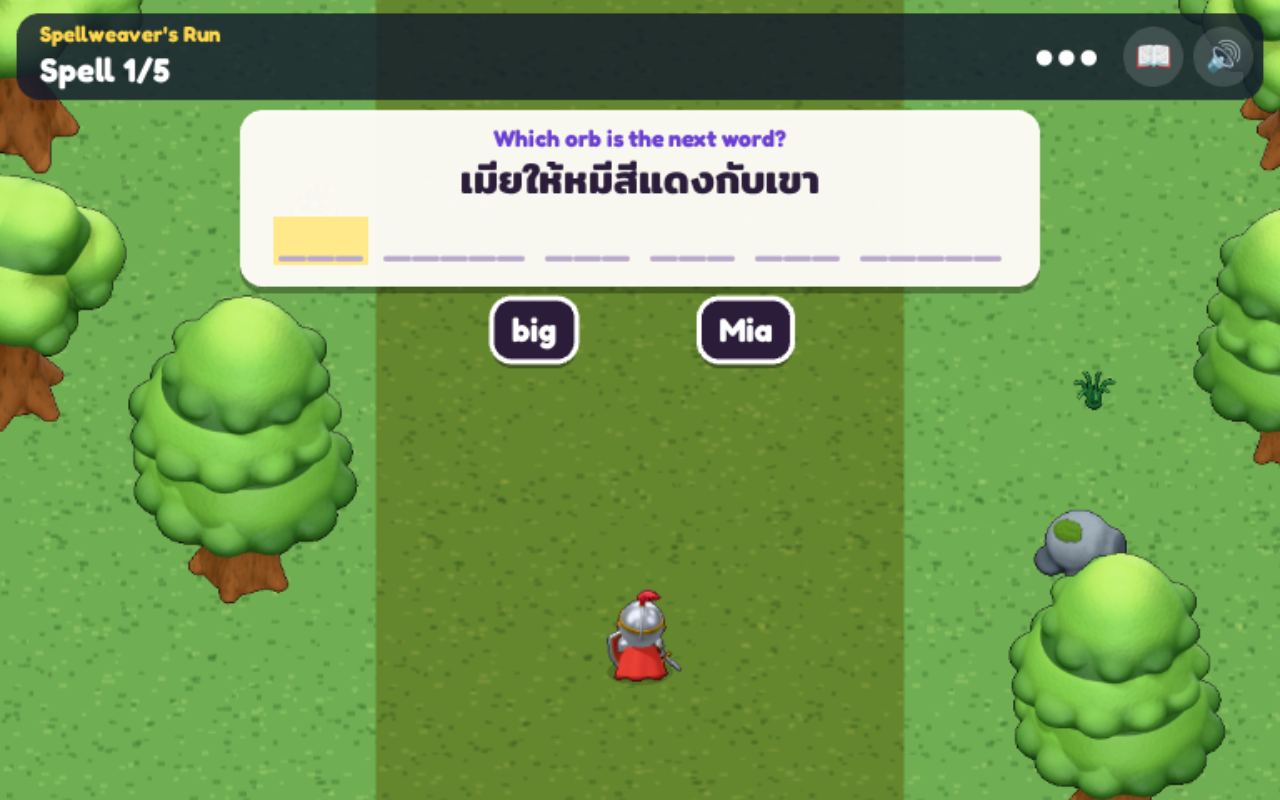 Spellweaver's Run
Spell 1/5
Which orb is the next word?
เมียให้หมีสีแดงกับเขา
big
Mia